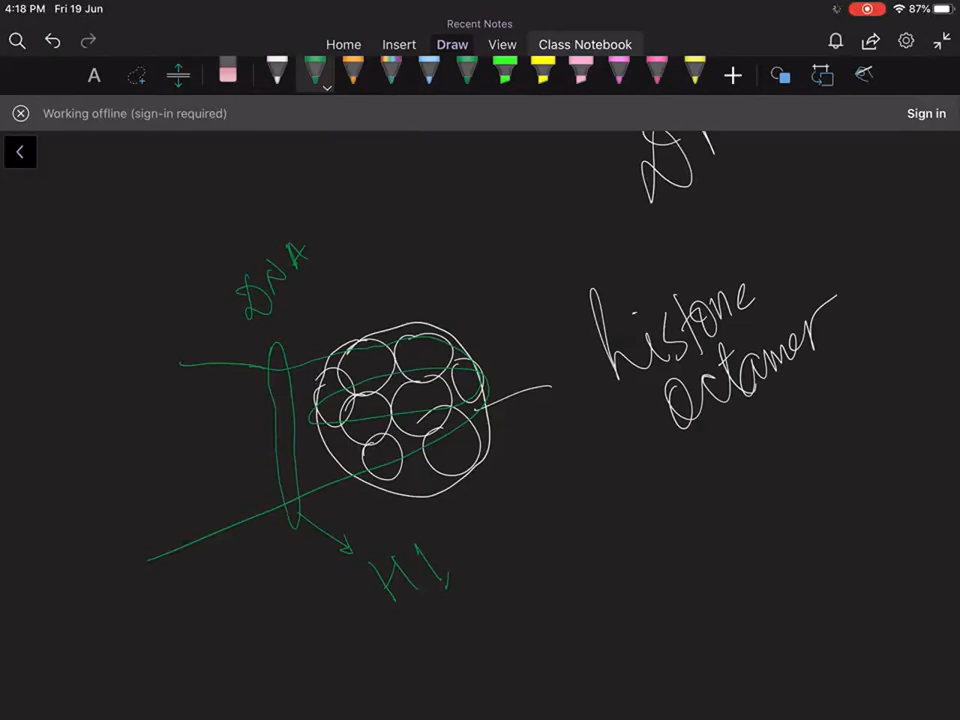 4:18 PM Fri 19 Jun
87%
Recent Notes
Home Insert Draw View Class Notebook
A
Working offline (sign-in required)
Sign in
DNA
histone
octamer
H1